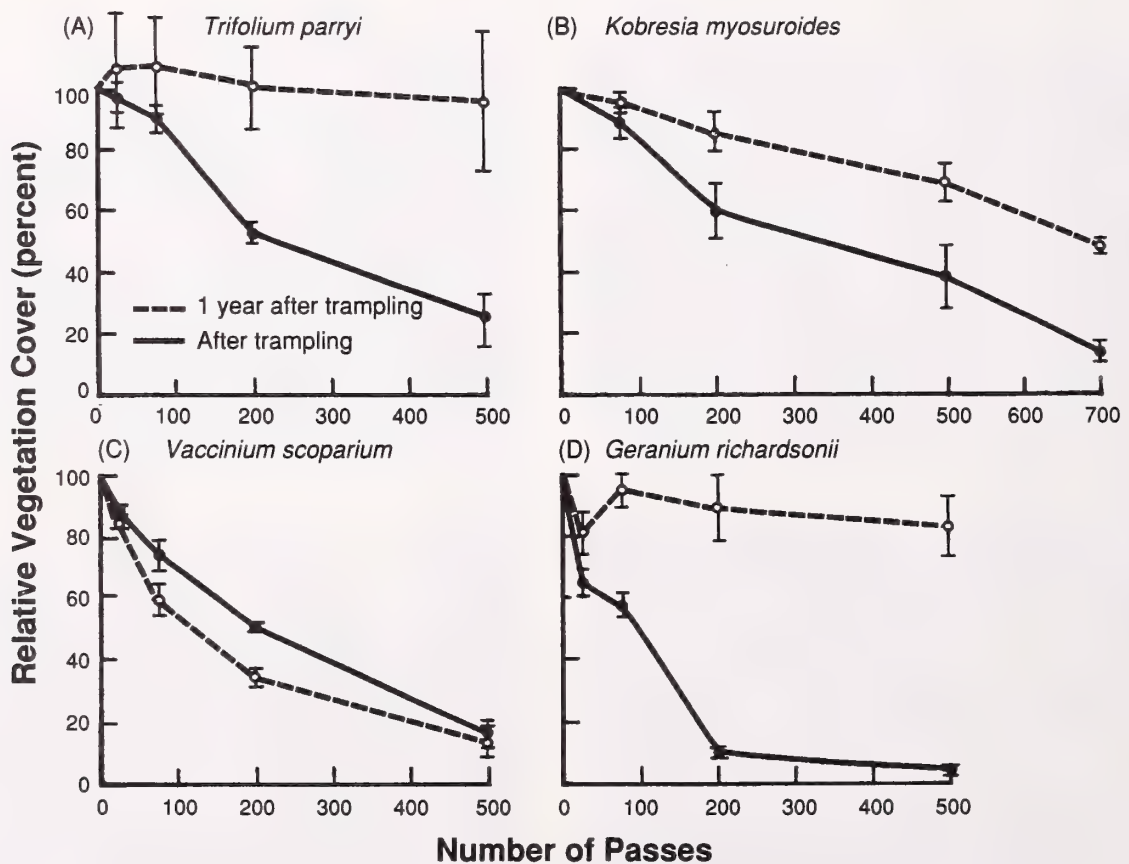 (A) Trifolium parryi
(B) Kobresia myosuroides
100
80
60
40
20
0
1 year after trampling
After trampling
0 100 200 300 400 500
0 100 200 300 400 500 600 700
(C) Vaccinium scoparium
(D) Geranium richardsonii
100
80
60
40
20
0
0 100 200 300 400 500
0 100 200 300 400 500
Relative Vegetation Cover (percent)
Number of Passes